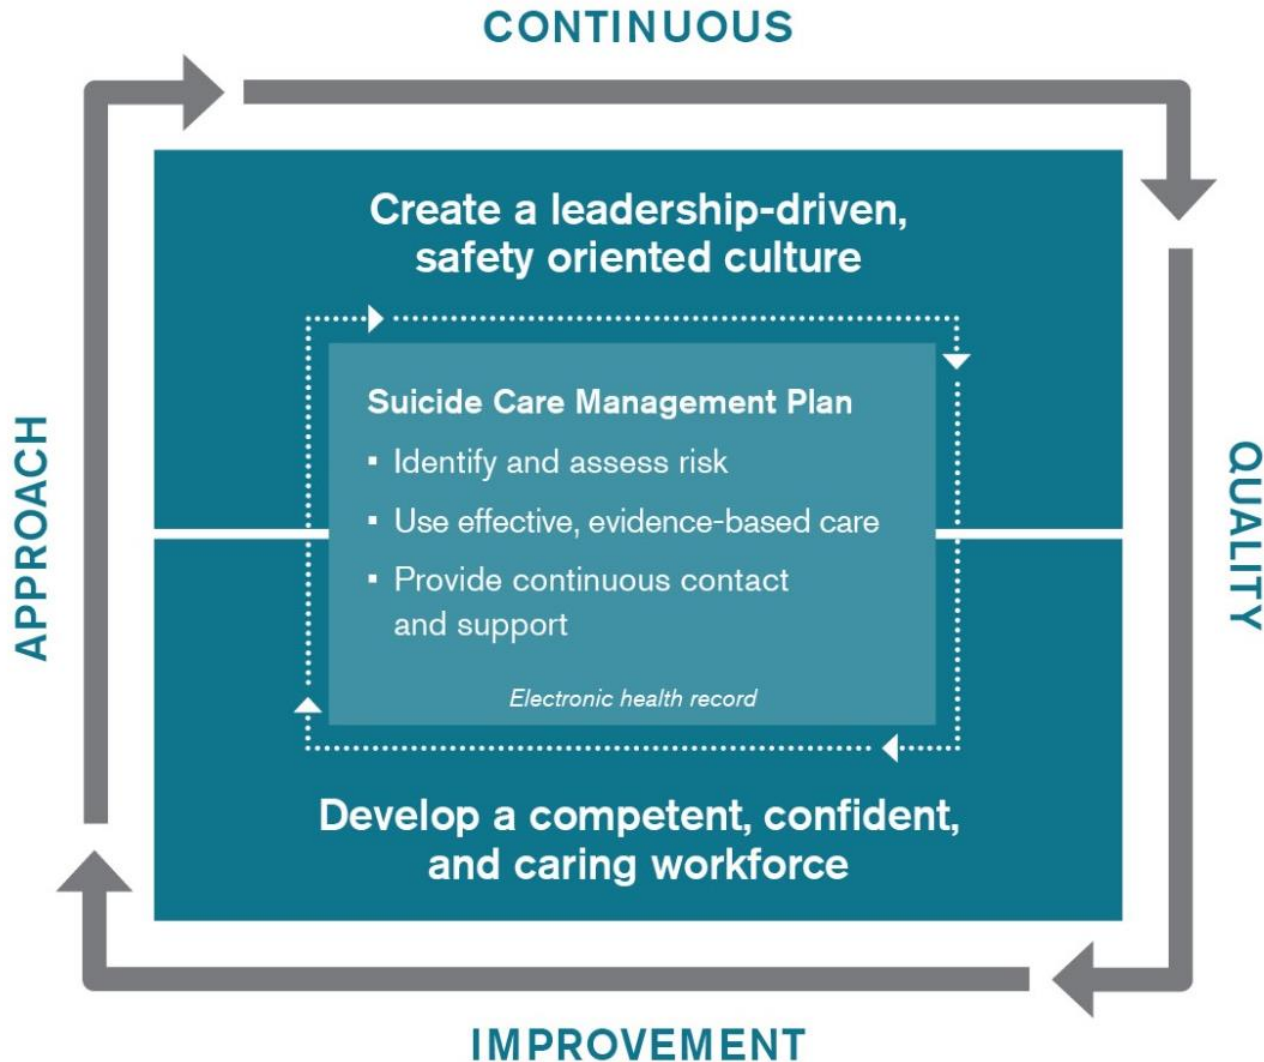 CONTINUOUS
Create a leadership-driven,
safety oriented culture
Suicide Care Management Plan
▪ Identify and assess risk
▪ Use effective, evidence-based care
▪ Provide continuous contact
and support
Electronic health record
Develop a competent, confident,
and caring workforce
QUALITY
IMPROVEMENT
APPROACH